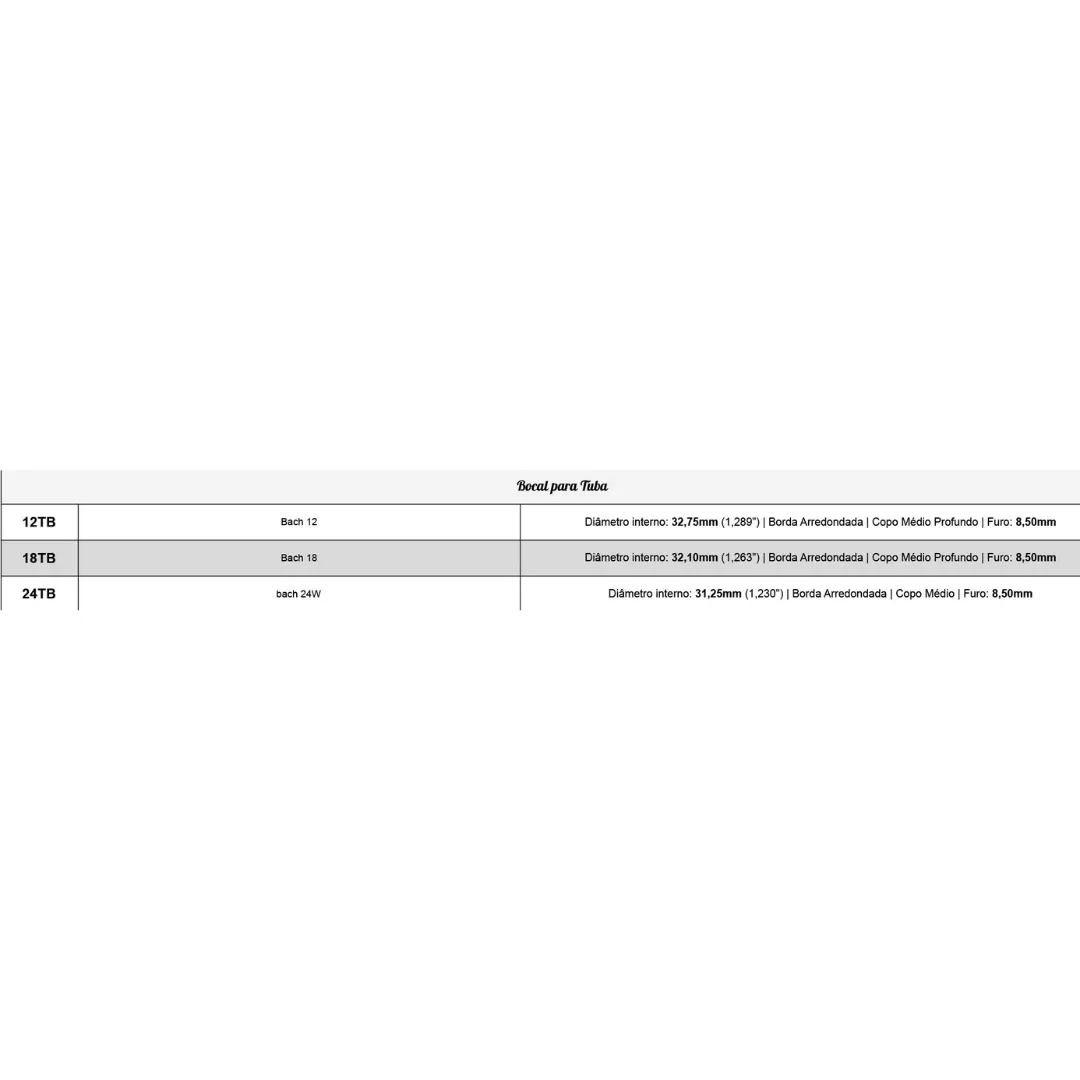 Bocal para Tuba
12TB Bach 12 Diâmetro interno: 32,75mm (1,289") | Borda Arredondada | Copo Médio Profundo | Furo: 8,50mm
18TB Bach 18 Diâmetro interno: 32,10mm (1,263") | Borda Arredondada | Copo Médio Profundo | Furo: 8,50mm
24TB bach 24W Diâmetro interno: 31,25mm (1,230") | Borda Arredondada | Copo Médio | Furo: 8,50mm